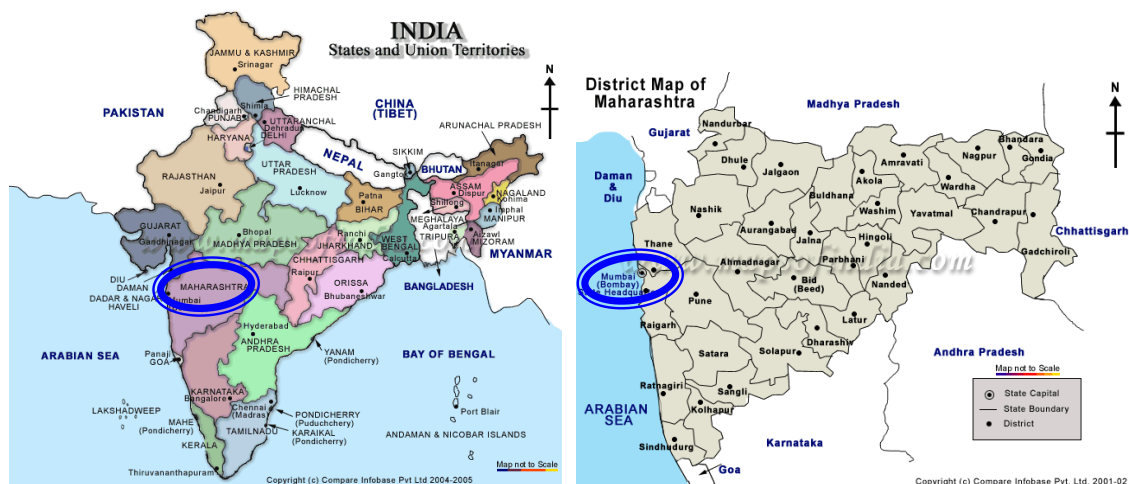 INDIA
States and Union Territories
N
JAMMU & KASHMIR
Srinagar
HIMACHAL
PRADESH
PAKISTAN
Shimla
Chandigarh
PUNJAB
CHINA
(TIBET)
UTTARANCHAL
Dehradun
DELHI
HARYANA
ARUNACHAL PRADESH
NEPAL
SIKKIM
Gangtok
BHUTAN
Itanagar
RAJASTHAN
Jaipur
UTTAR
PRADESH
Lucknow
ASSAM
Dispur
NAGALAND
Kohima
Patna
BIHAR
Shillong
Imphal
MANIPUR
MEGHALAYA
Agartala
TRIPURA
Aizawl
MIZORAM
GUJARAT
Gandhinagar
Bhopal
MADHYA PRADESH
Ranchi
JHARKHAND
WEST
BENGAL
Calcutta
MYANMAR
CHHATTISGARH
Raipur
DIU
DAMAN
DADAR & NAGAR
HAVELI
MAHARASHTRA
Mumbai
ORISSA
Bhubaneshwar
BANGLADESH
Hyderabad
ANDHRA
PRADESH
ARABIAN SEA
Panaji
GOA
YANAM
(Pondicherry)
BAY OF BENGAL
KARNATAKA
Bangalore
LAKSHADWEEP
MAHE
(Pondicherry)
Chennai
(Madras)
PONDICHERRY
(Puduchery)
KARAIKAL
(Pondicherry)
TAMILNADU
KERALA
Port Blair
ANDAMAN & NICOBAR ISLANDS
Thiruvananthapuram
Map not to Scale
Copyright (c) Compare Infobase Pvt Ltd 2004-2005
District Map of
Maharashtra
N
Madhya Pradesh
Gujarat
Nandurbar
Dhule
Jalgaon
Amravati
Nagpur
Bhandara
Gondia
Daman
&
Diu
Akola
Buldhana
Wardha
Nashik
Washim
Yavatmal
Chandrapur
Aurangabad
Jalna
Hingoli
Chhattisgarh
Gadchiroli
Thane
Ahmadnagar
Parbhani
Mumbai
(Bombay)
Bid
(Beed)
Nanded
Pune
Raigarh
Latur
Dharashiv
Satara
Solapur
Andhra Pradesh
Map not to Scale
Ratnagiri
Sangli
Kolhapur
ARABIAN
SEA
State Capital
State Boundary
District
Sindhudurg
Karnataka
Goa
Copyright (c) Compare Infobase Pvt. Ltd. 2001-02